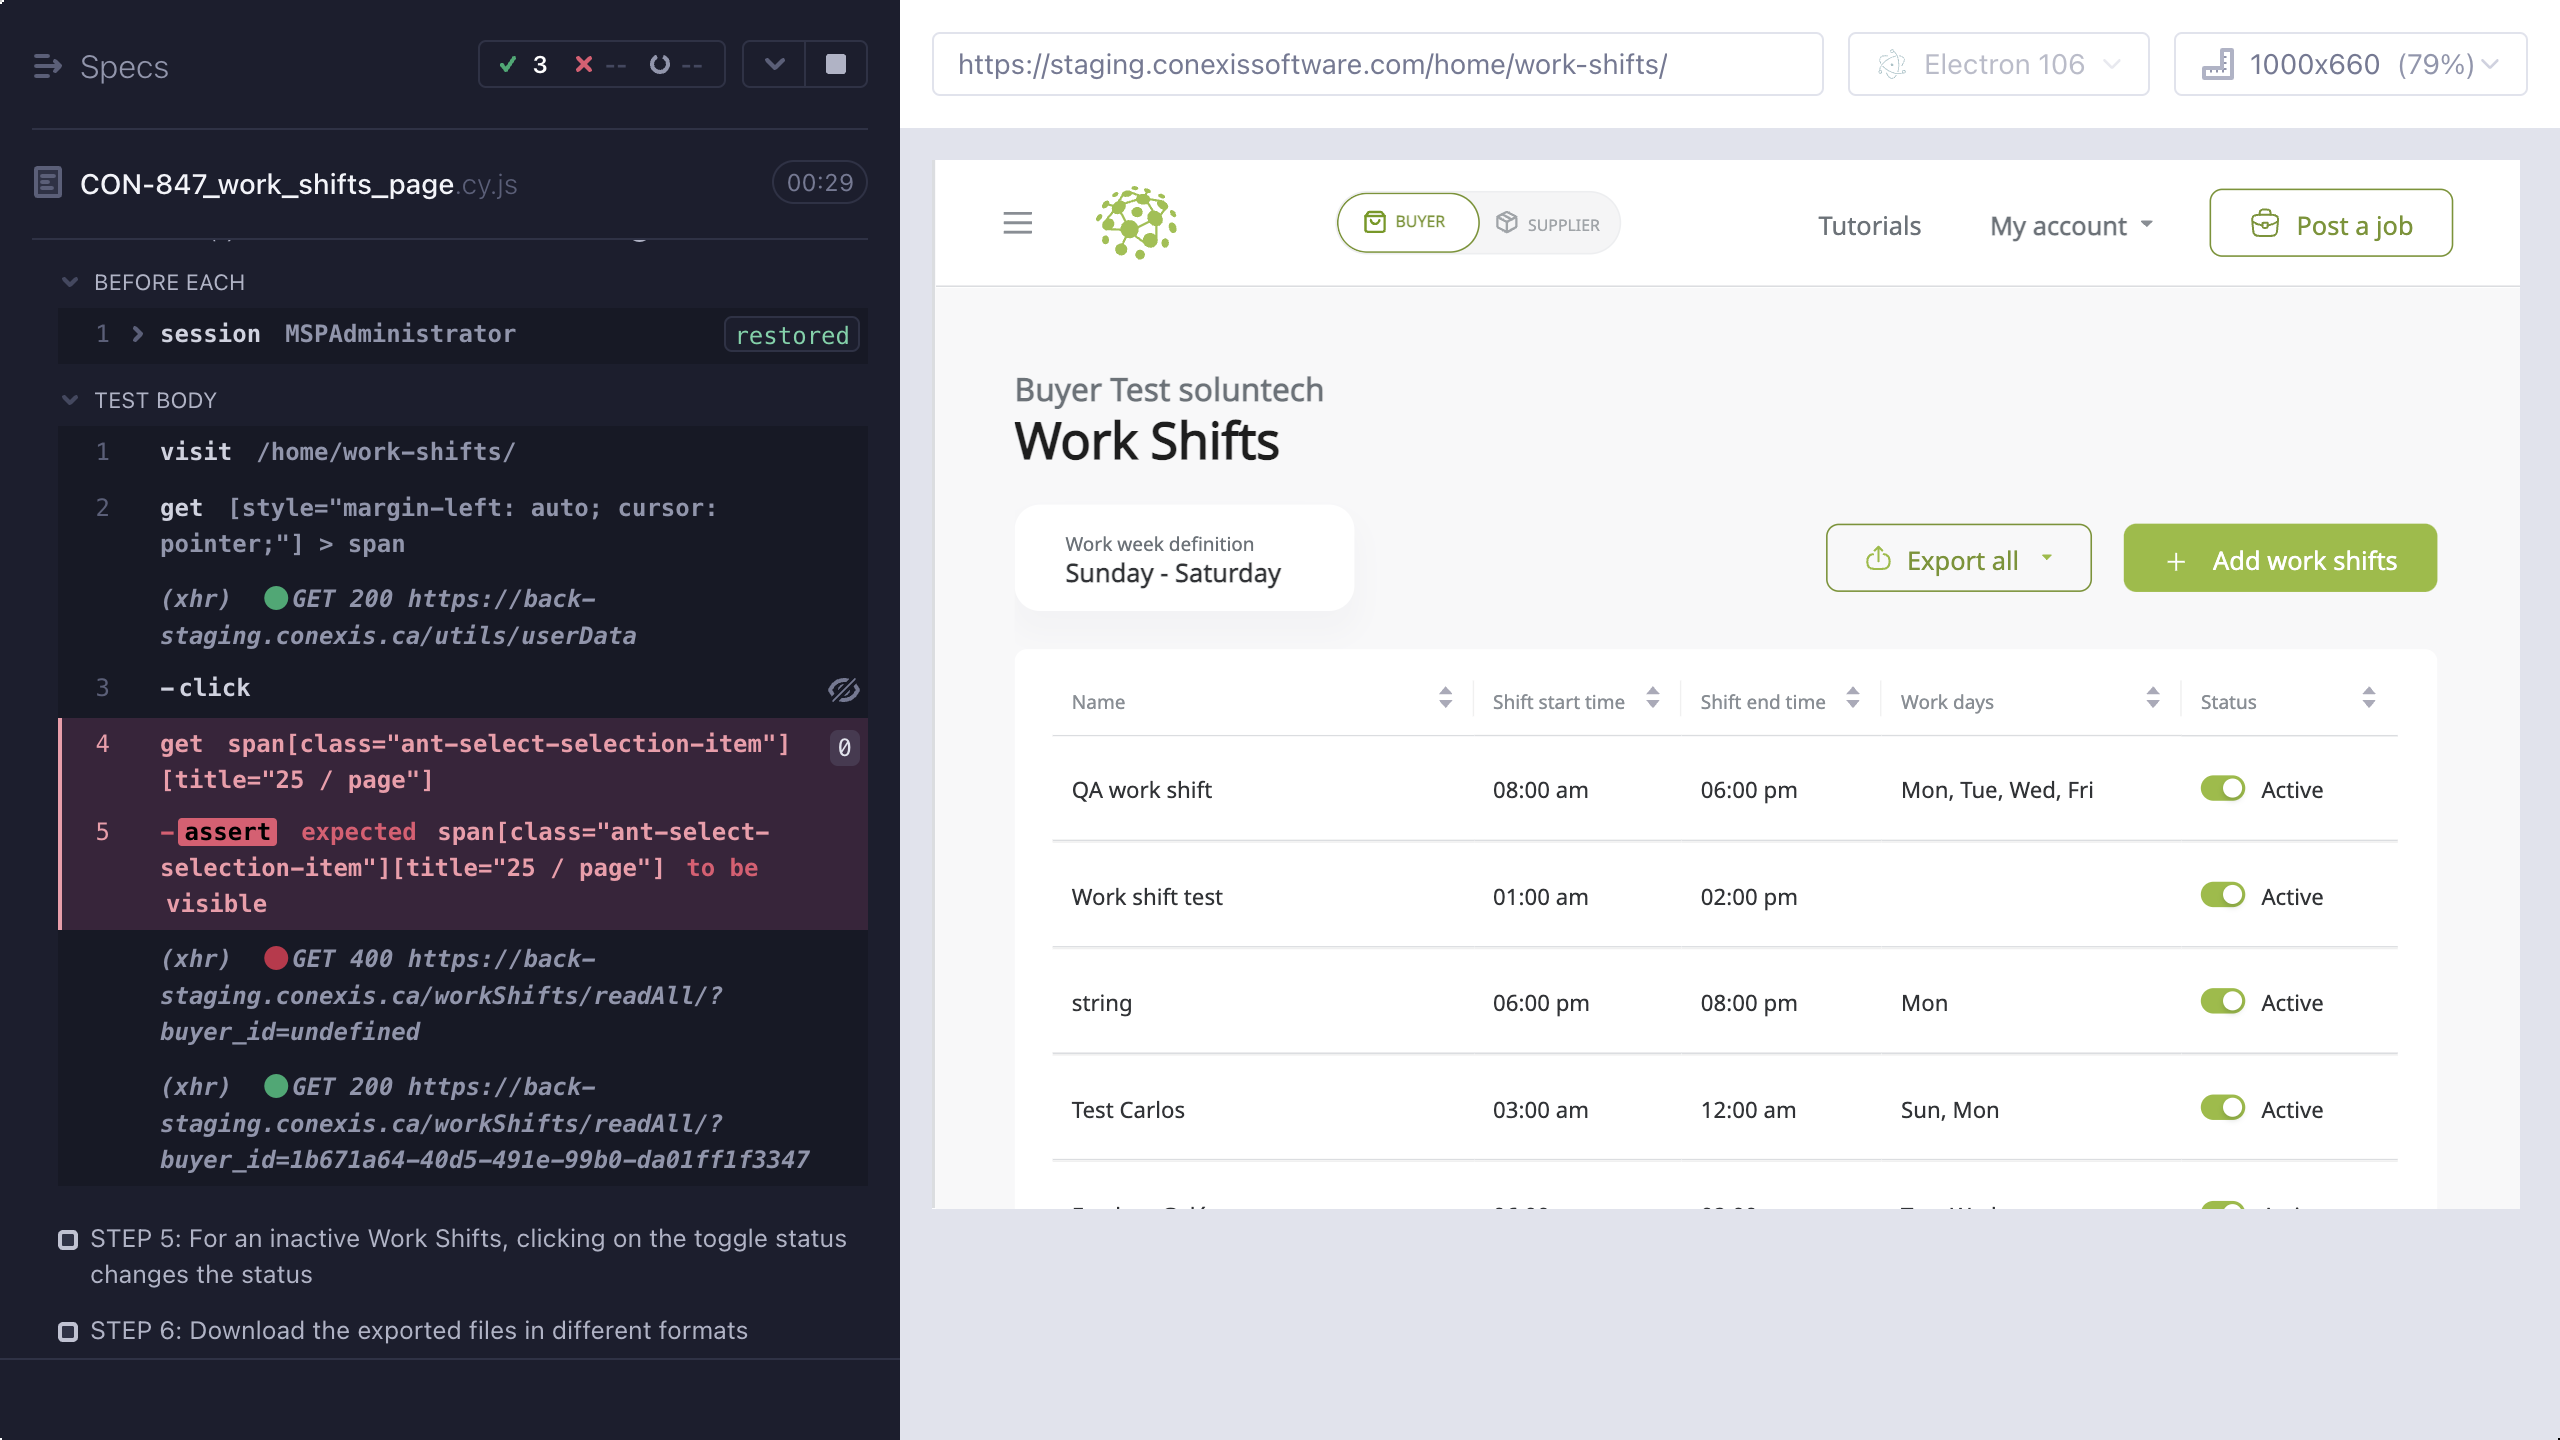 Specs
3 -- --
CON-847_work_shifts_page.cy.js
00:29
BEFORE EACH
1 session MSPAdministrator restored
TEST BODY
1 visit /home/work-shifts/
2 get [style="margin-left: auto; cursor:
pointer;"] > span
(xhr) GET 200 https://back-
staging.conexis.ca/utils/userData
3 -click
4 get span[class="ant-select-selection-item"]
[title="25 / page"]
0
5 -assert expected span[class="ant-select-
selection-item"][title="25 / page"] to be
visible
(xhr) GET 400 https://back-
staging.conexis.ca/workShifts/readAll/?
buyer_id=undefined
(xhr) GET 200 https://back-
staging.conexis.ca/workShifts/readAll/?
buyer_id=1b671a64-40d5-491e-99b0-da01ff1f3347
STEP 5: For an inactive Work Shifts, clicking on the toggle status
changes the status
STEP 6: Download the exported files in different formats
https://staging.conexissoftware.com/home/work-shifts/
Electron 106
1000x660 (79%)
BUYER
SUPPLIER
Tutorials
My account
Post a job
Buyer Test soluntech
Work Shifts
Work week definition
Sunday - Saturday
Export all
+ Add work shifts
Name Shift start time Shift end time Work days Status
QA work shift 08:00 am 06:00 pm Mon, Tue, Wed, Fri Active
Work shift test 01:00 am 02:00 pm Active
string 06:00 pm 08:00 pm Mon Active
Test Carlos 03:00 am 12:00 am Sun, Mon Active